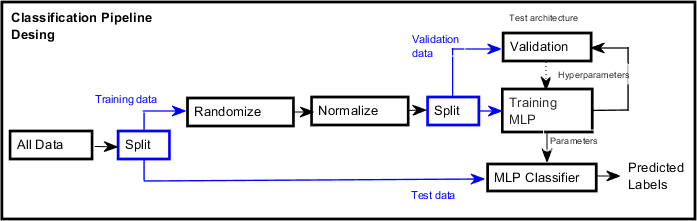 Classification Pipeline
Desing
Test architecture
Validation
data
Validation
Hyperparameters
Training data
Randomize
Normalize
Split
Training
MLP
All Data
Split
Parameters
MLP Classifier
Predicted
Labels
Test data